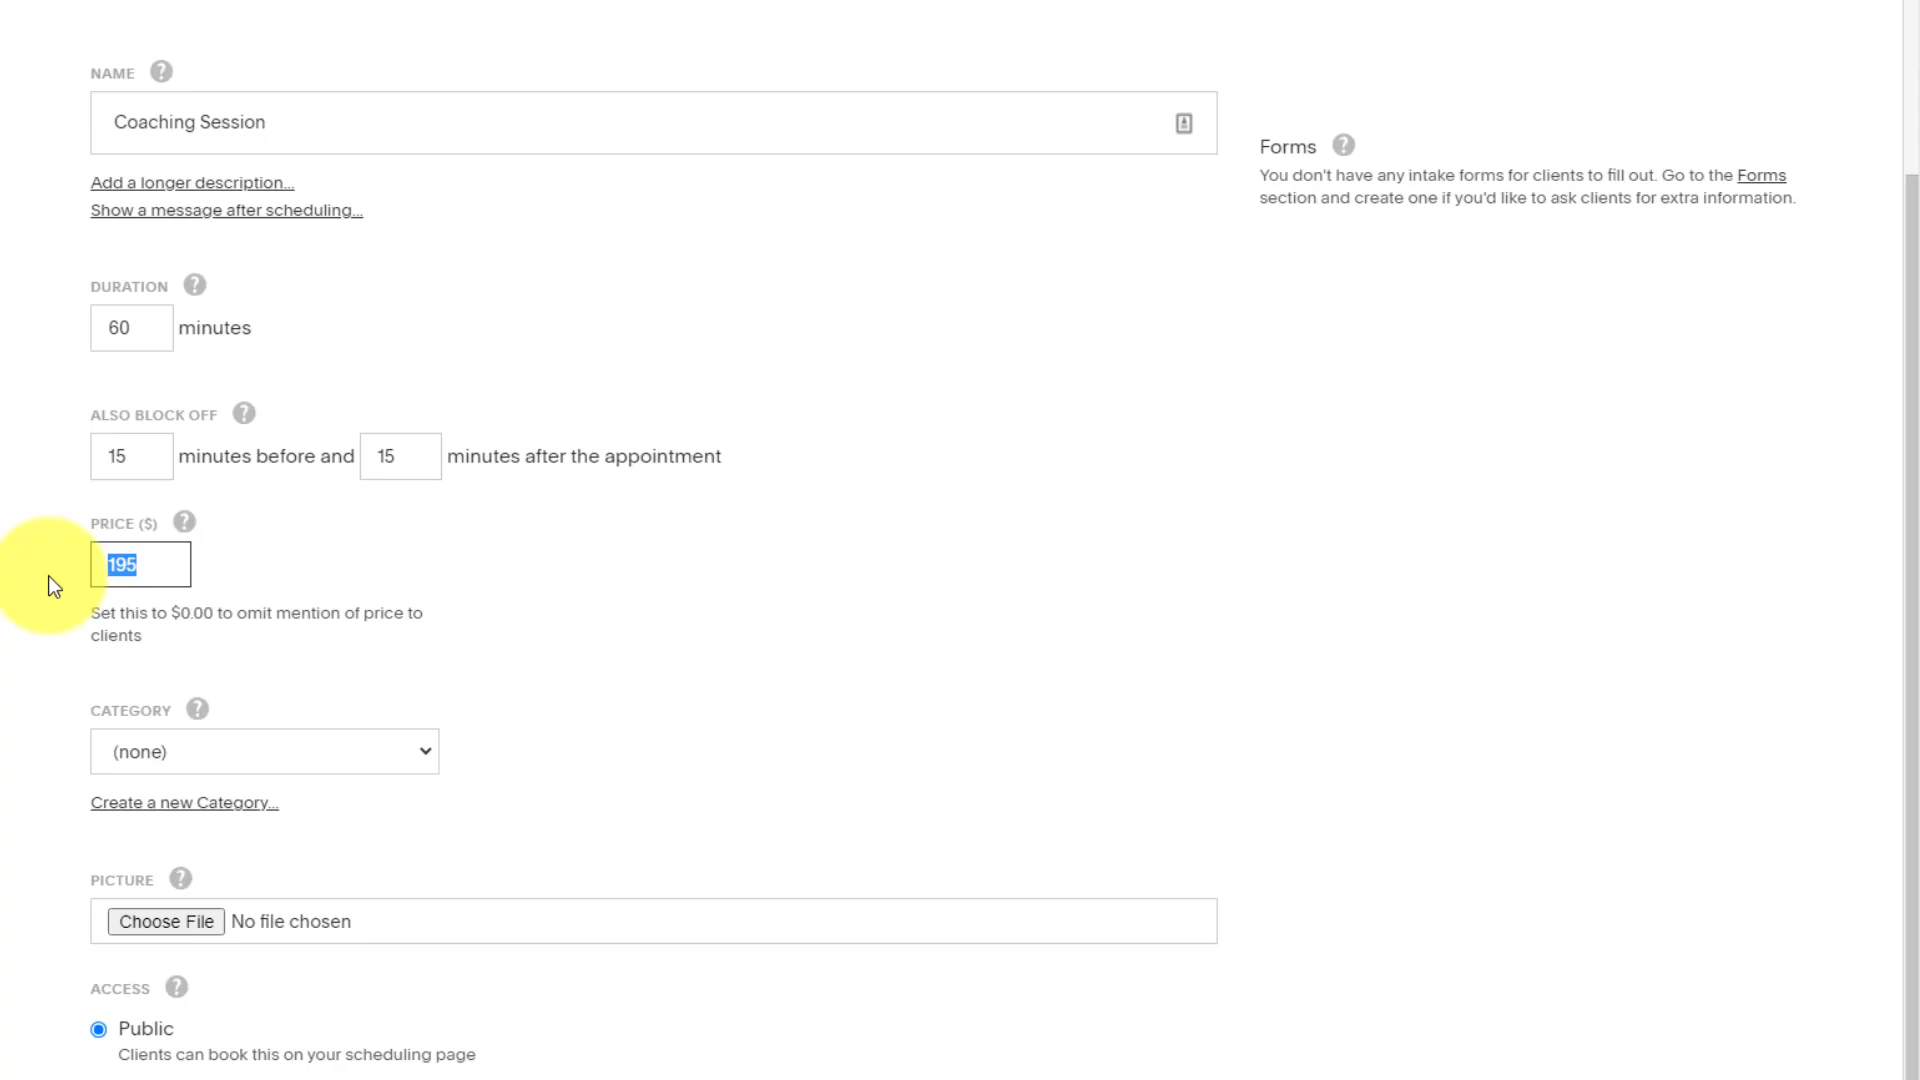 NAME ?
Coaching Session
Add a longer description...
Show a message after scheduling...
Forms ?
You don't have any intake forms for clients to fill out. Go to the Forms
section and create one if you'd like to ask clients for extra information.
DURATION ?
60 minutes
ALSO BLOCK OFF ?
15 minutes before and 15 minutes after the appointment
PRICE ($) ?
195
Set this to $0.00 to omit mention of price to
clients
CATEGORY ?
(none)
Create a new Category...
PICTURE ?
Choose File No file chosen
ACCESS ?
Public
Clients can book this on your scheduling page